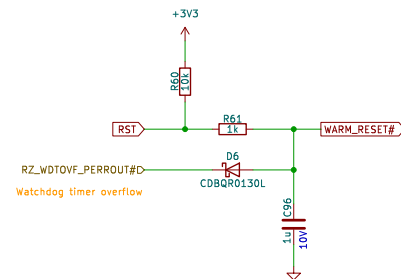 +3V3
R60
10k
RST
R61
1k
WARM_RESET#
RZ_WDTOVF_PERROUT#
D6
CDBQR0130L
Watchdog timer overflow
C96
1u
10V